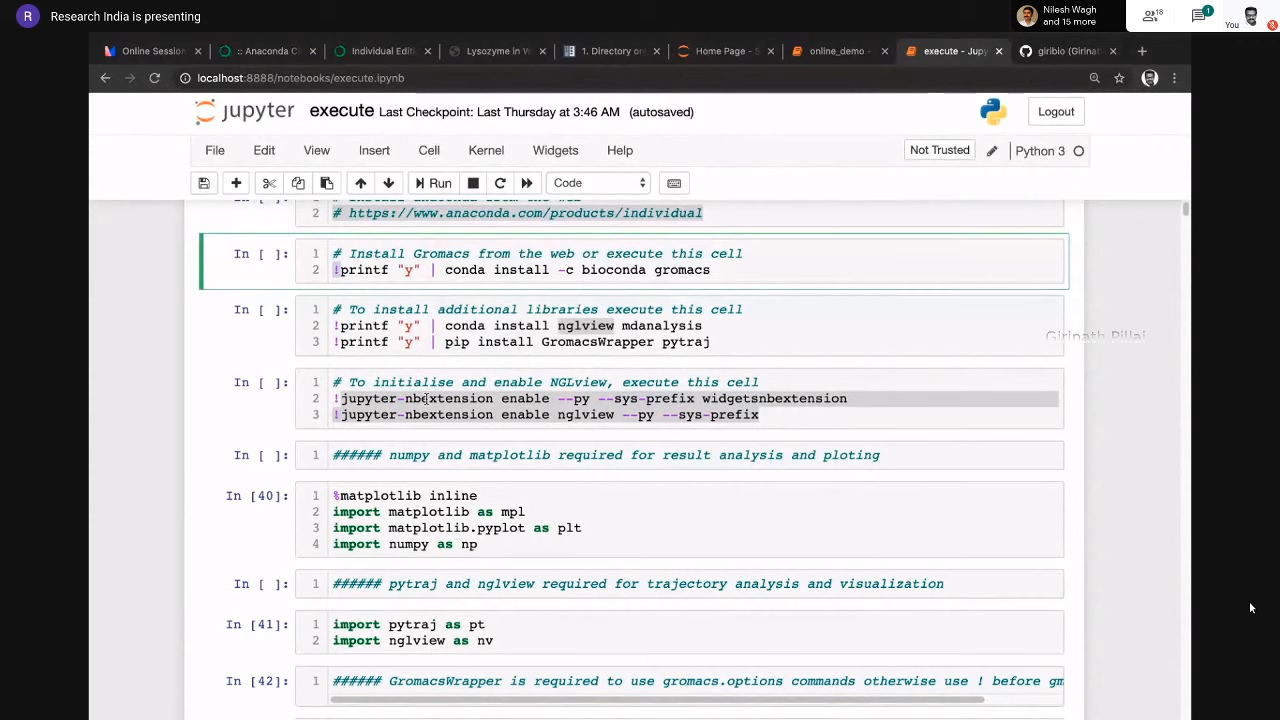 R Research India is presenting
Nilesh Wagh
and 15 more
18
1
You
Online Session
:: Anaconda C
Individual Editi
Lysozyme in W
1. Directory or
Home Page - S
online_demo -
execute - Jupy
giribio (Girinat
localhost:8888/notebooks/execute.ipynb
jupyter execute Last Checkpoint: Last Thursday at 3:46 AM (autosaved)
Logout
File Edit View Insert Cell Kernel Widgets Help
Not Trusted
Python 3
Run
Code
2 # https://www.anaconda.com/products/individual
In [ ]: 1 # Install Gromacs from the web or execute this cell
2 !printf "y" | conda install -c bioconda gromacs
In [ ]: 1 # To install additional libraries execute this cell
2 !printf "y" | conda install nglview mdanalysis
3 !printf "y" | pip install GromacsWrapper pytraj
Girinath Pillai
In [ ]: 1 # To initialise and enable NGLview, execute this cell
2 !jupyter-nbextension enable --py --sys-prefix widgetsnbextension
3 !jupyter-nbextension enable nglview --py --sys-prefix
In [ ]: 1 ###### numpy and matplotlib required for result analysis and ploting
In [40]: 1 %matplotlib inline
2 import matplotlib as mpl
3 import matplotlib.pyplot as plt
4 import numpy as np
In [ ]: 1 ###### pytraj and nglview required for trajectory analysis and visualization
In [41]: 1 import pytraj as pt
2 import nglview as nv
In [42]: 1 ###### GromacsWrapper is required to use gromacs.options commands otherwise use ! before gm